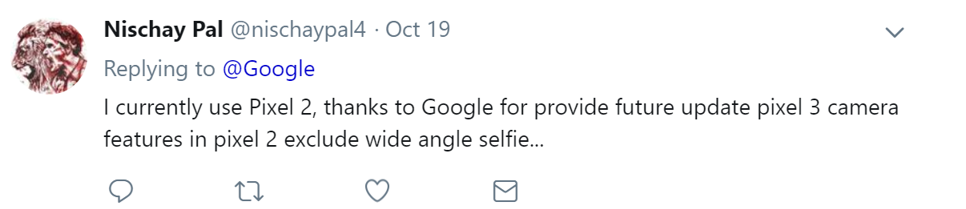 Nischay Pal @nischaypal4 · Oct 19
Replying to @Google
I currently use Pixel 2, thanks to Google for provide future update pixel 3 camera
features in pixel 2 exclude wide angle selfie...